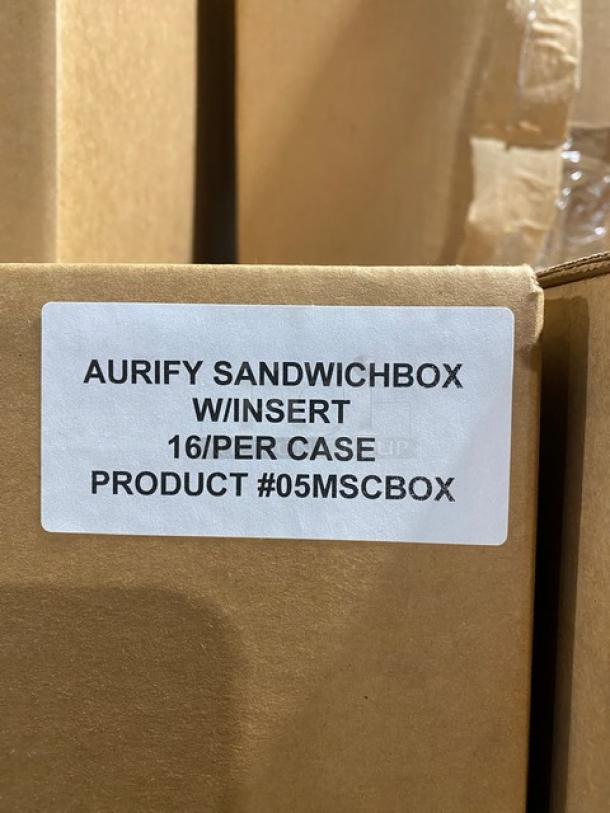 AURIFY SANDWICHBOX
W/INSERT
16/PER CASE
PRODUCT #05MSCBOX